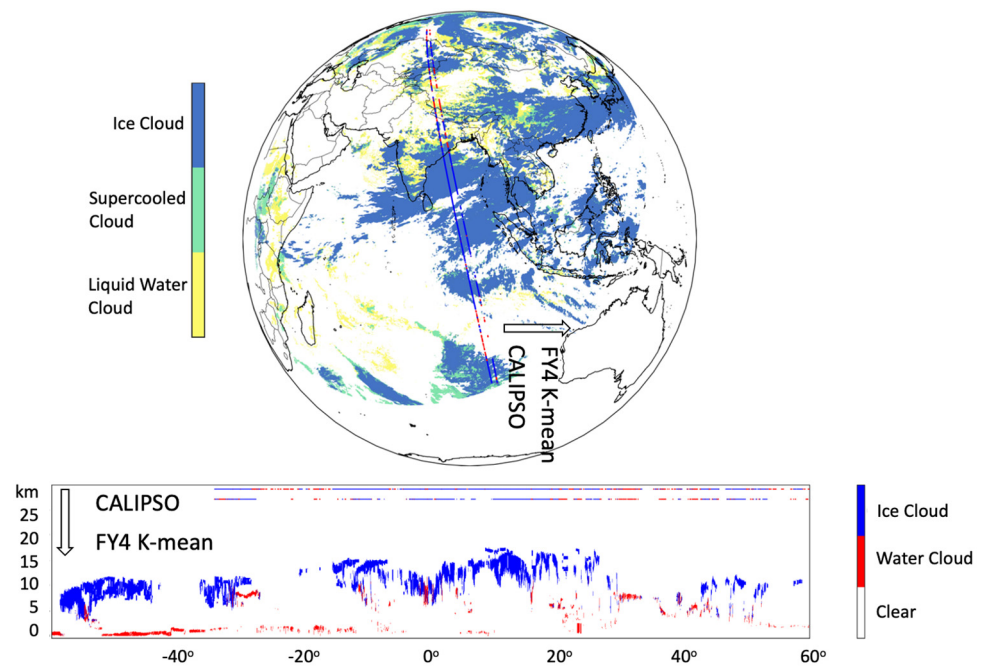 Ice Cloud
Supercooled
Cloud
Liquid Water
Cloud
FY4 K-mean
CALIPSO
km
25
20
15
10
5
0
CALIPSO
FY4 K-mean
-40°
-20°
0°
20°
40°
60°
Ice Cloud
Water Cloud
Clear